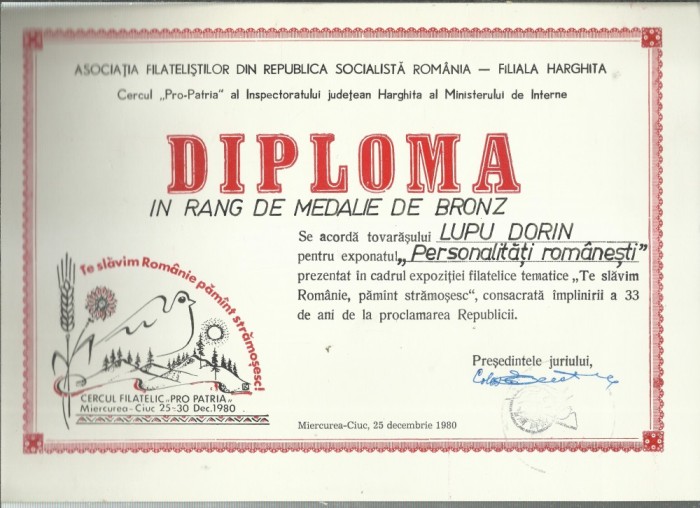 ASOCIAȚIA FILATELIȘTILOR DIN REPUBLICA SOCIALISTĂ ROMÂNIA — FILIALA HARGHITA
Cercul „Pro-Patria" al Inspectoratului județean Harghita al Ministerului de Interne
DIPLOMA
IN RANG DE MEDALIE DE BRONZ
Se acordă tovarășului LUPU DORIN
pentru exponatul „Personalități românești"
prezentat în cadrul expoziției filatelice tematice „Te slăvim
Românie, pămînt strămoșesc", consacrată împlinirii a 33
de ani de la proclamarea Republicii.
Te slăvim Românie pămînt strămoșesc!
CERCUL FILATELIC „PRO PATRIA"
Miercurea-Ciuc 25-30 Dec. 1980
Președintele juriului,
Miercurea-Ciuc, 25 decembrie 1980